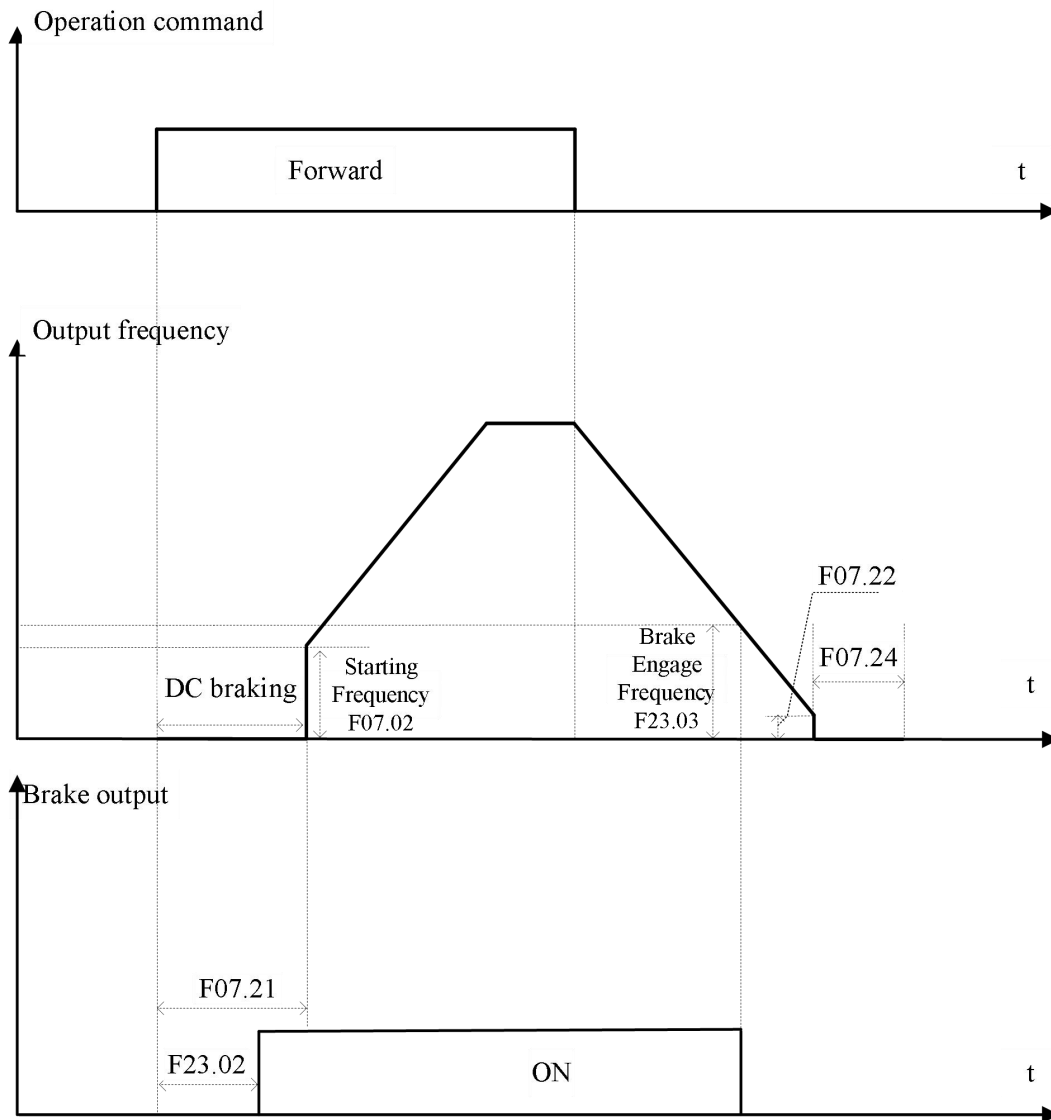 Operation command
Forward
t
Output frequency
F07.22
Brake
Engage
Frequency
F23.03
F07.24
Starting
Frequency
F07.02
DC braking
t
Brake output
F07.21
F23.02
ON
t